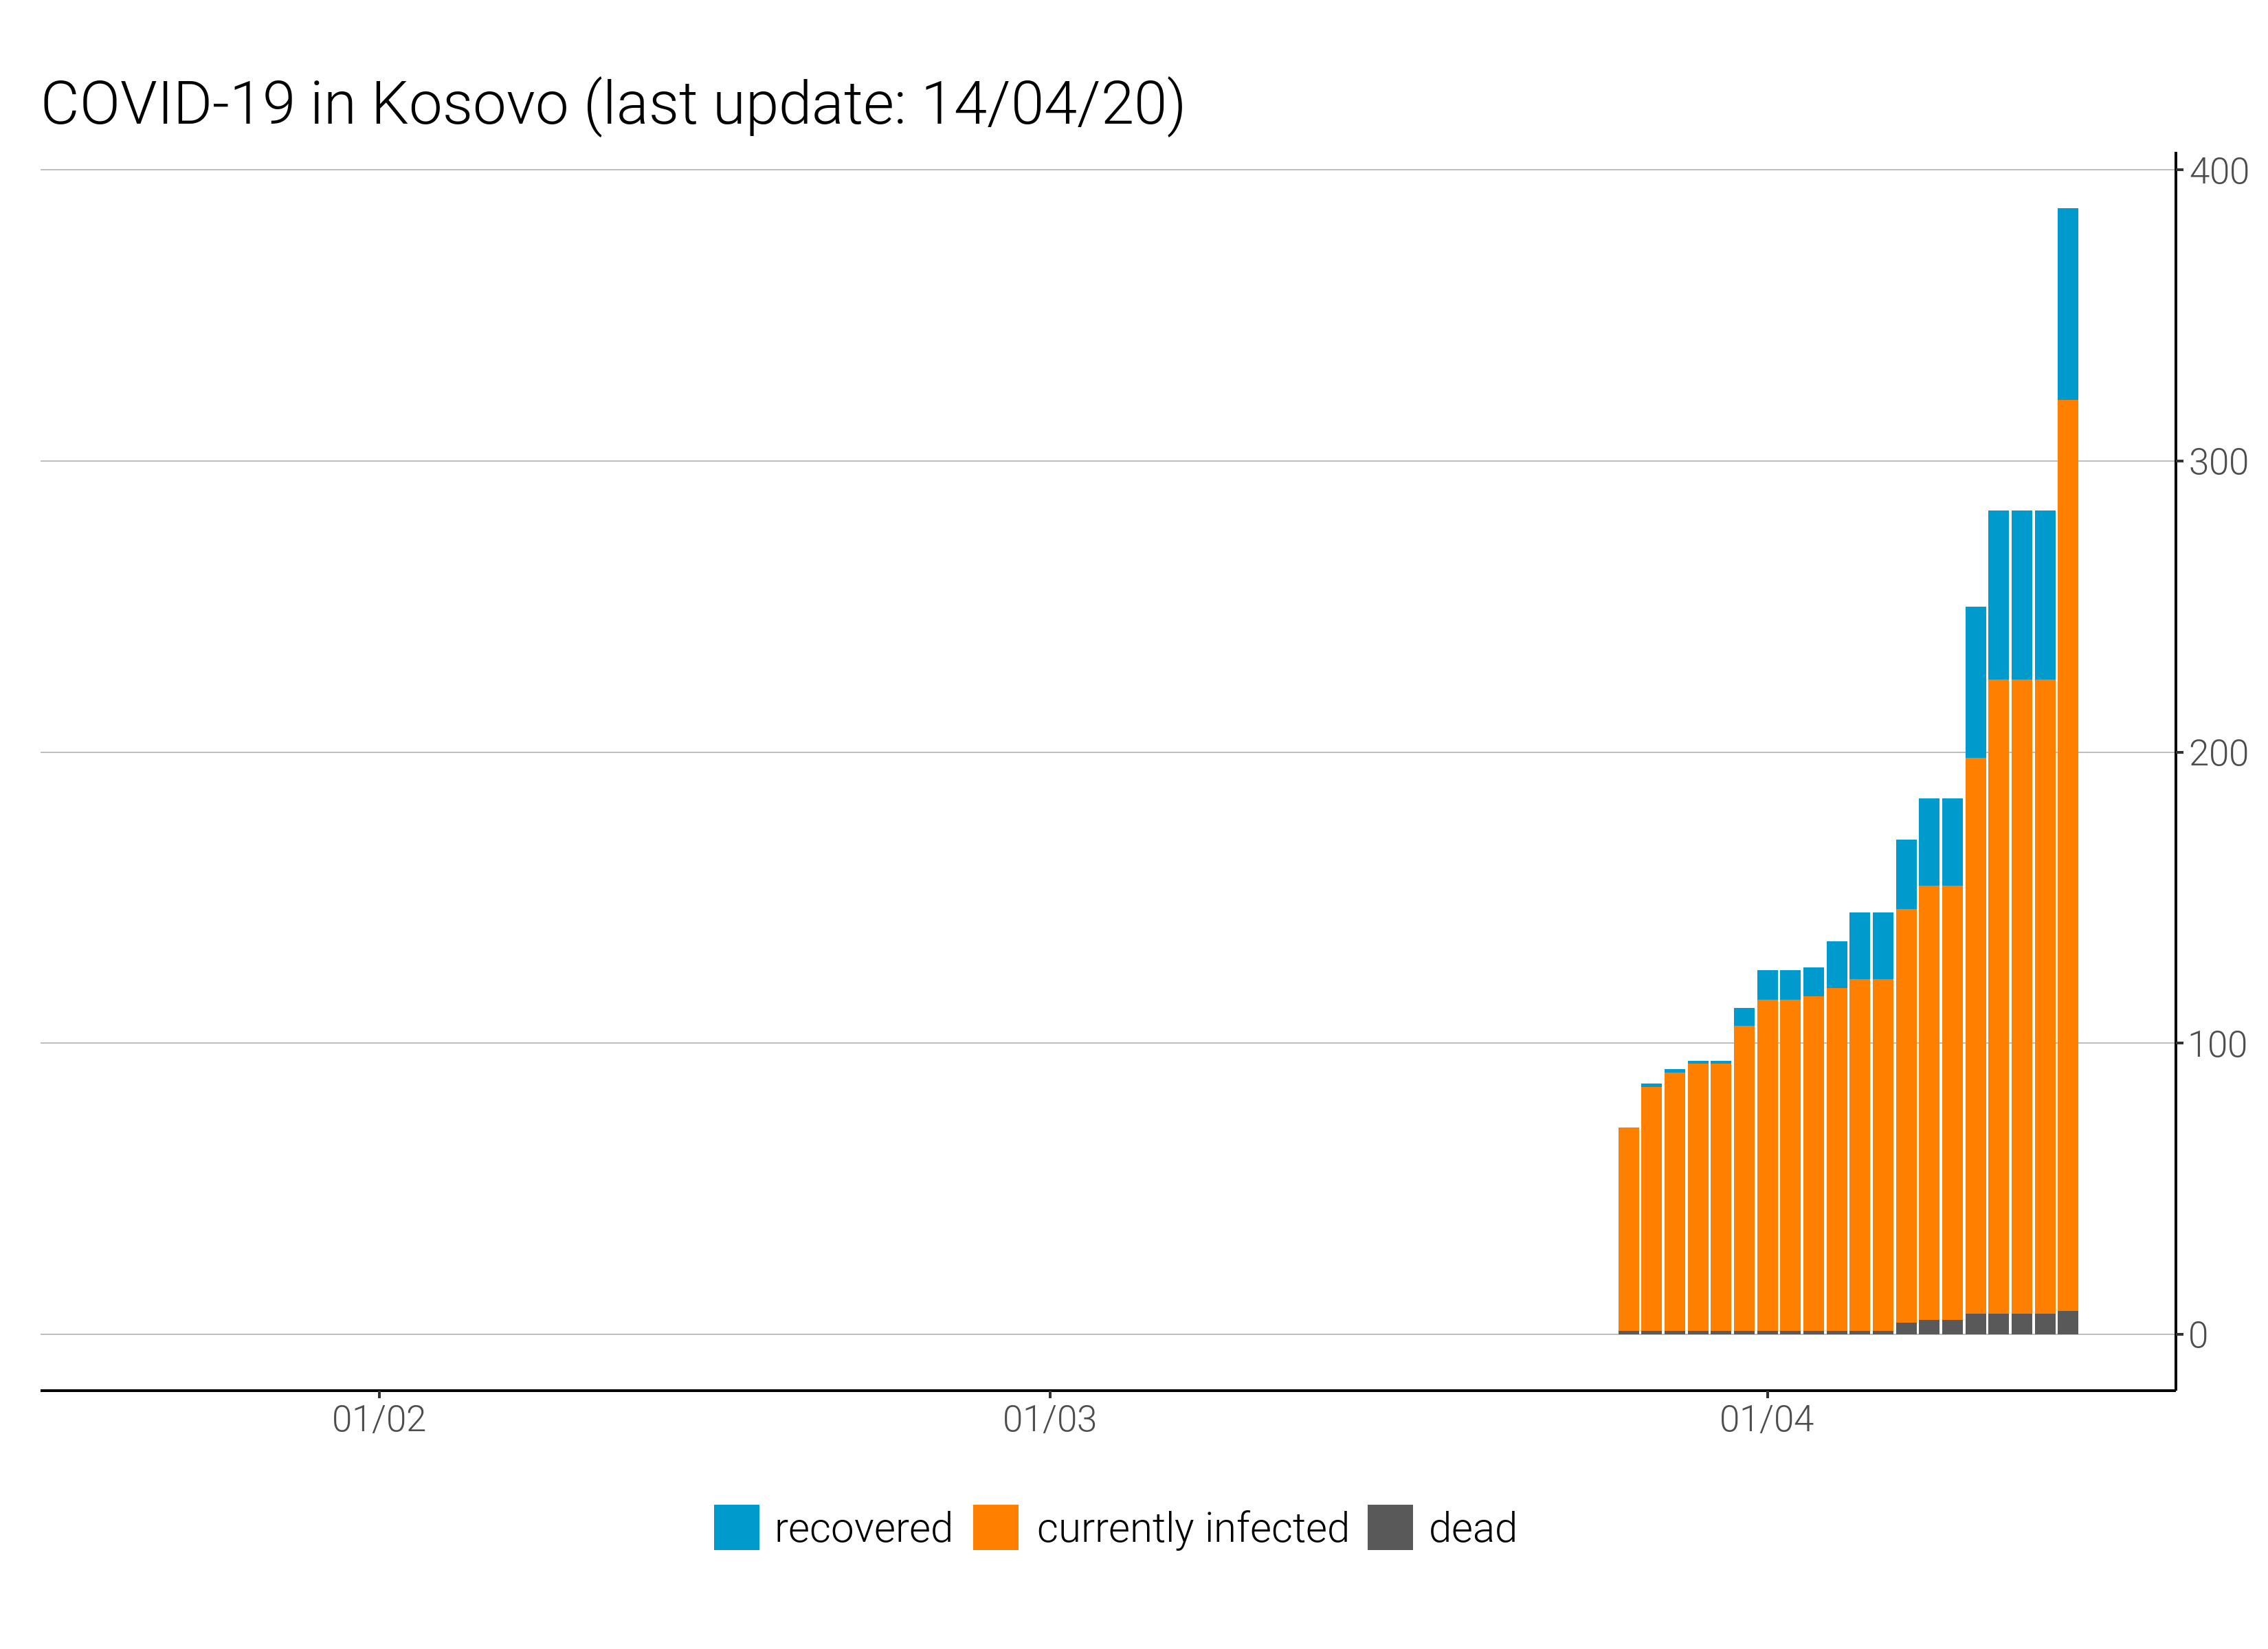 COVID-19 in Kosovo (last update: 14/04/20)
400
300
200
100
0
01/02 01/03 01/04
recovered currently infected dead